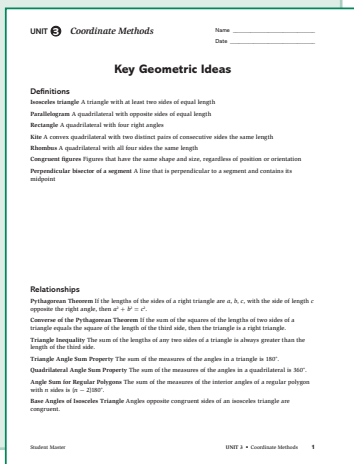 UNIT 3 Coordinate Methods
Name
Date
Key Geometric Ideas
Definitions
Isosceles triangle A triangle with at least two sides of equal length
Parallelogram A quadrilateral with opposite sides of equal length
Rectangle A quadrilateral with four right angles
Kite A convex quadrilateral with two distinct pairs of consecutive sides the same length
Rhombus A quadrilateral with all four sides the same length
Congruent figures Figures that have the same shape and size, regardless of position or orientation
Perpendicular bisector of a segment A line that is perpendicular to a segment and contains its
midpoint
Relationships
Pythagorean Theorem If the lengths of the sides of a right triangle are a, b, c, with the side of length c
opposite the right angle, then a² + b² = c².
Converse of the Pythagorean Theorem If the sum of the squares of the lengths of two sides of a
triangle equals the square of the length of the third side, then the triangle is a right triangle.
Triangle Inequality The sum of the lengths of any two sides of a triangle is always greater than the
length of the third side.
Triangle Angle Sum Property The sum of the measures of the angles in a triangle is 180°.
Quadrilateral Angle Sum Property The sum of the measures of the angles in a quadrilateral is 360°.
Angle Sum for Regular Polygons The sum of the measures of the interior angles of a regular polygon
with n sides is (n − 2)180°.
Base Angles of Isosceles Triangle Angles opposite congruent sides of an isosceles triangle are
congruent.
Student Master
UNIT 3 • Coordinate Methods 1